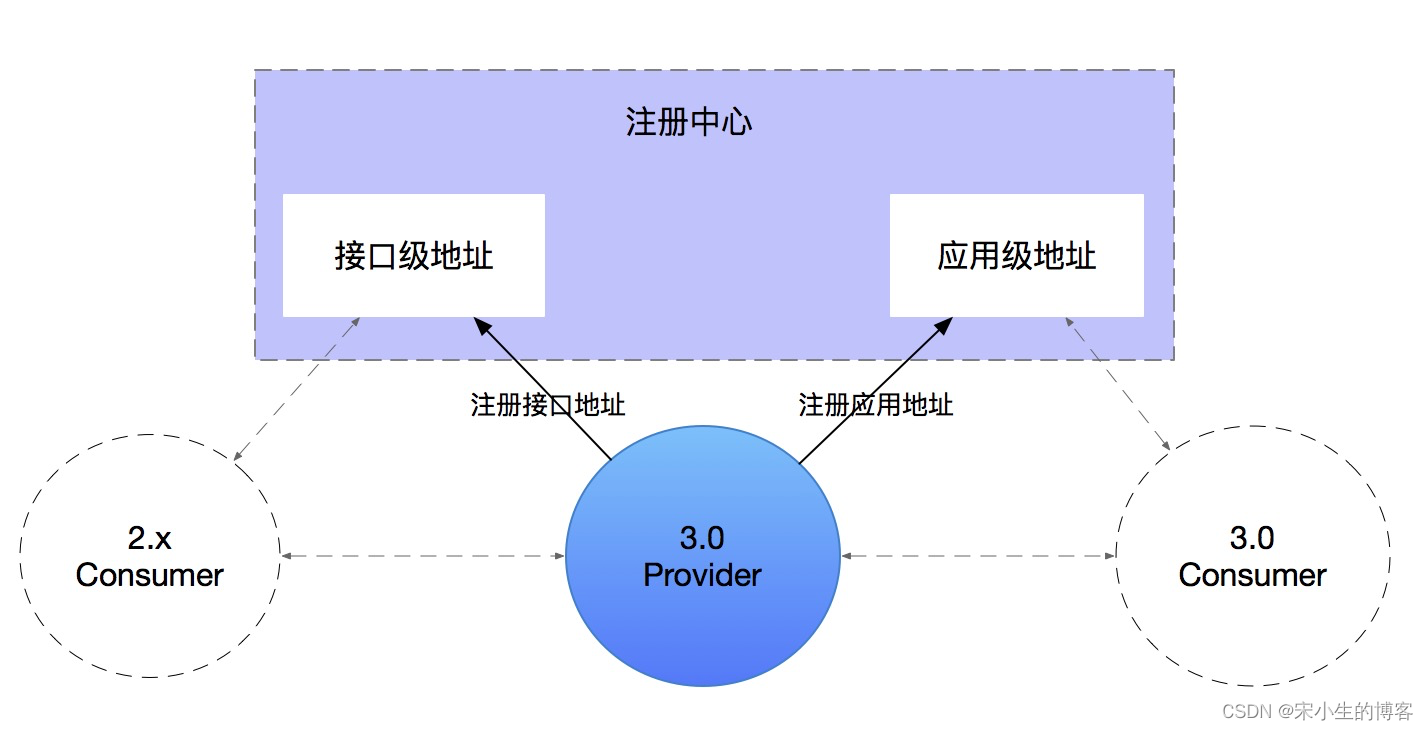 注册中心
接口级地址
应用级地址
注册接口地址
注册应用地址
2.x
Consumer
3.0
Provider
3.0
Consumer
CSDN @宋小生的博客